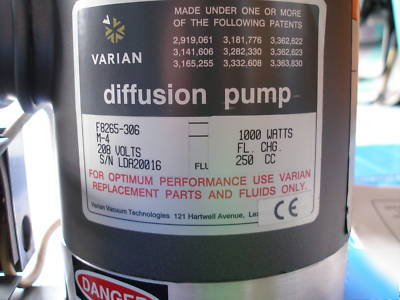 MADE UNDER ONE OR MORE
OF THE FOLLOWING PATENTS
2,919,061 3,181,776 3,362,622
3,141,606 3,282,330 3,362,623
3,165,255 3,332,608 3,363,830
VARIAN
diffusion pump
F8265-306
M-4
208 VOLTS
S/N LDA20016
1000 WATTS
FL. CHG.
250 CC
FOR OPTIMUM PERFORMANCE USE VARIAN
REPLACEMENT PARTS AND FLUIDS ONLY.
Varian Vacuum Technologies 121 Hartwell Avenue,
CE
DANGER